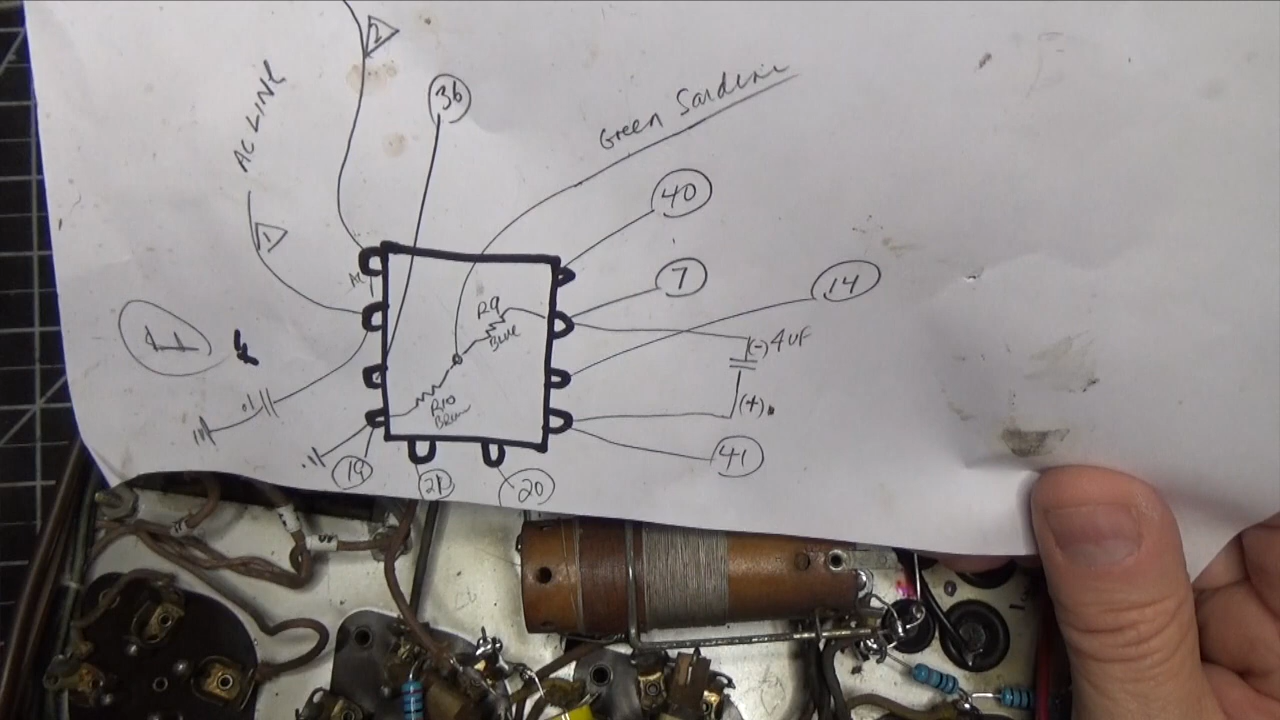 2
36
AC LINE
Green Sardine
40
1
7
14
AC
R9
BLUE
(-) 4UF
.1
R10
(+)
19
21
20
41